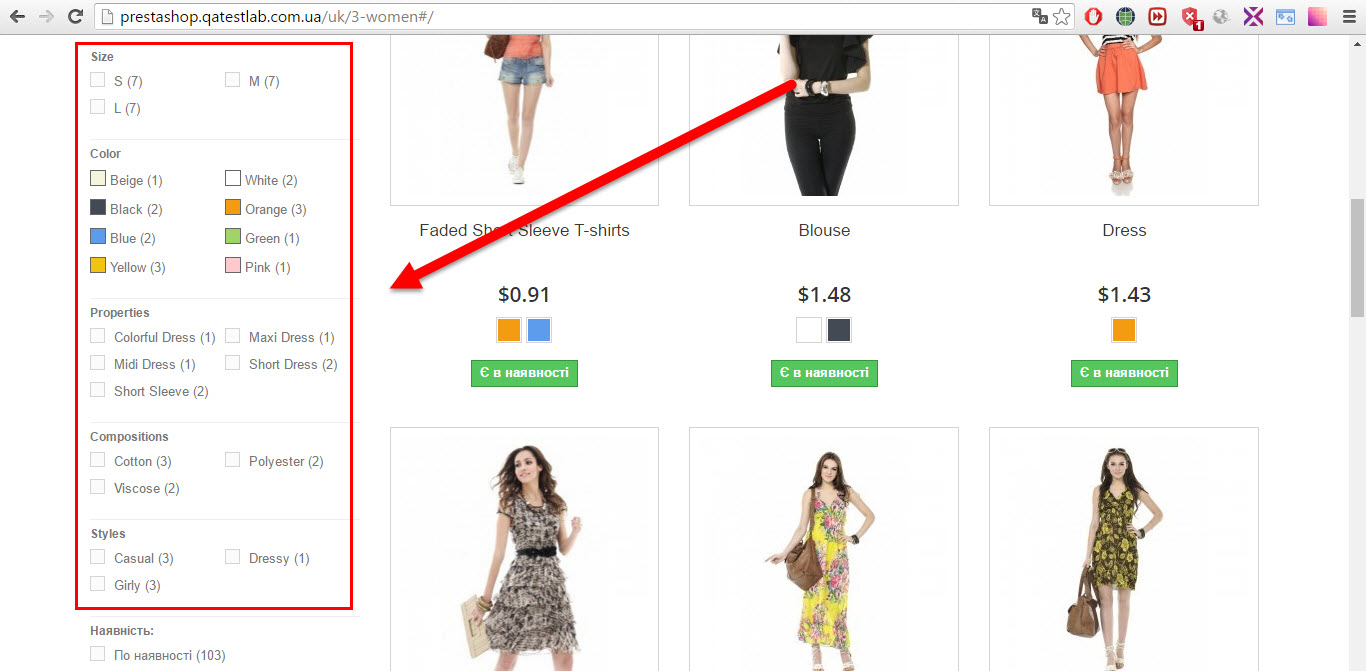 prestashop.qatestlab.com.ua/uk/3-women#/
1
Size
S (7)
M (7)
L (7)
Color
Beige (1)
White (2)
Black (2)
Orange (3)
Blue (2)
Green (1)
Yellow (3)
Pink (1)
Properties
Colorful Dress (1)
Maxi Dress (1)
Midi Dress (1)
Short Dress (2)
Short Sleeve (2)
Compositions
Cotton (3)
Polyester (2)
Viscose (2)
Styles
Casual (3)
Dressy (1)
Girly (3)
Наявність:
По наявності (103)
Faded Short Sleeve T-shirts
$0.91
Є в наявності
Blouse
$1.48
Є в наявності
Dress
$1.43
Є в наявності